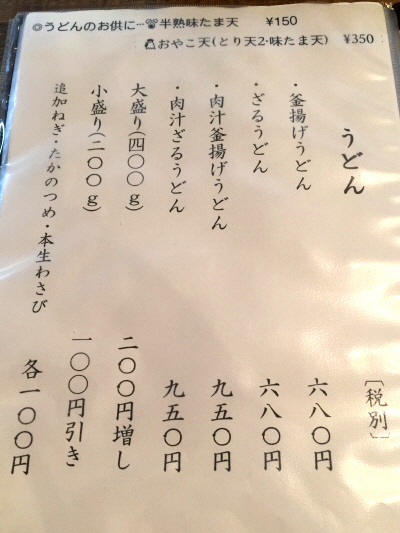 ◎うどんのお供に…半熟味たま天 ¥150
おやこ天(とり天2・味たま天) ¥350
うどん 〔税別〕
・釜揚げうどん 六八〇円
・ざるうどん 六八〇円
・肉汁釜揚げうどん 九五〇円
・肉汁ざるうどん 九五〇円
大盛り(四〇〇g) 二〇〇円増し
小盛り(二〇〇g) 一〇〇円引き
追加ねぎ・たかのつめ・本生わさび 各一〇〇円